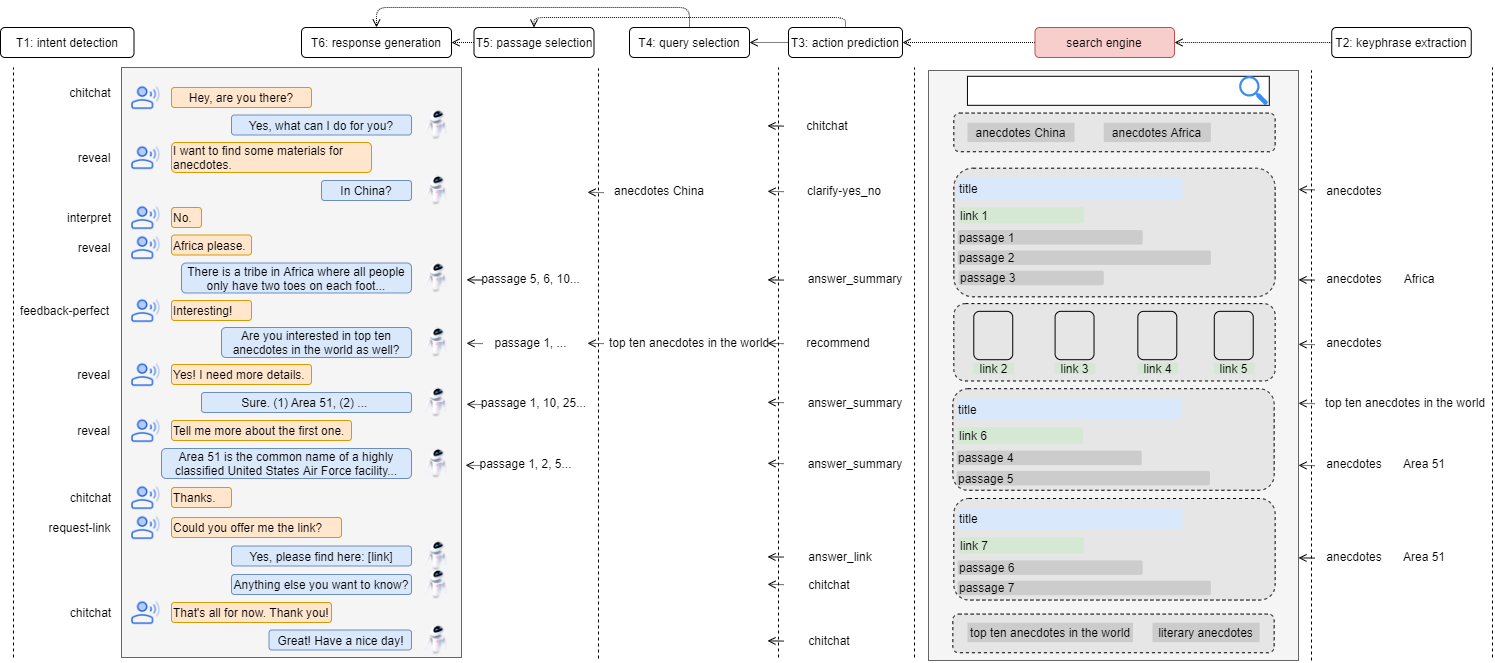 T1: intent detection
T6: response generation
T5: passage selection
T4: query selection
T3: action prediction
search engine
T2: keyphrase extraction
chitchat
Hey, are you there?
Yes, what can I do for you?
chitchat
anecdotes China
anecdotes Africa
reveal
I want to find some materials for
anecdotes.
In China?
anecdotes China
clarify-yes_no
title
anecdotes
interpret
No.
link 1
reveal
Africa please.
passage 1
passage 2
There is a tribe in Africa where all people
only have two toes on each foot...
passage 5, 6, 10...
answer_summary
passage 3
anecdotes
Africa
feedback-perfect
Interesting!
Are you interested in top ten
anecdotes in the world as well?
passage 1, ...
top ten anecdotes in the world
recommend
anecdotes
link 2
link 3
link 4
link 5
reveal
Yes! I need more details.
Sure. (1) Area 51, (2) ...
passage 1, 10, 25...
answer_summary
title
top ten anecdotes in the world
reveal
Tell me more about the first one.
link 6
Area 51 is the common name of a highly
classified United States Air Force facility...
passage 1, 2, 5...
answer_summary
passage 4
passage 5
anecdotes
Area 51
chitchat
Thanks.
request-link
Could you offer me the link?
title
link 7
Yes, please find here: [link]
answer_link
passage 6
anecdotes
Area 51
Anything else you want to know?
chitchat
passage 7
chitchat
That's all for now. Thank you!
Great! Have a nice day!
chitchat
top ten anecdotes in the world
literary anecdotes